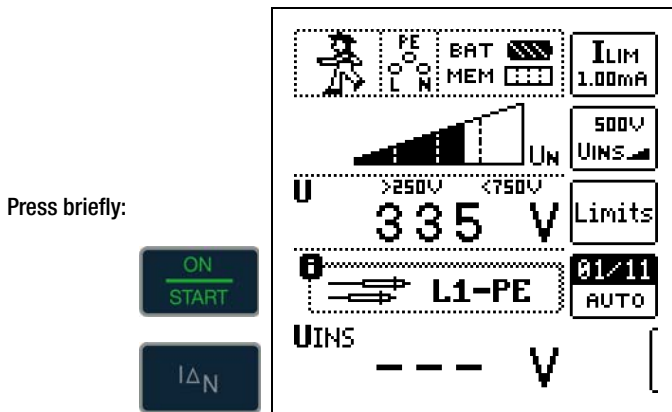 Press briefly:
ON
START
IΔN
PE
L N
BAT
MEM
ILIM
1.00mA
UN
500V
UINS
U
>250V <750V
335 V
Limits
L1-PE
01/11
AUTO
UINS
--- V